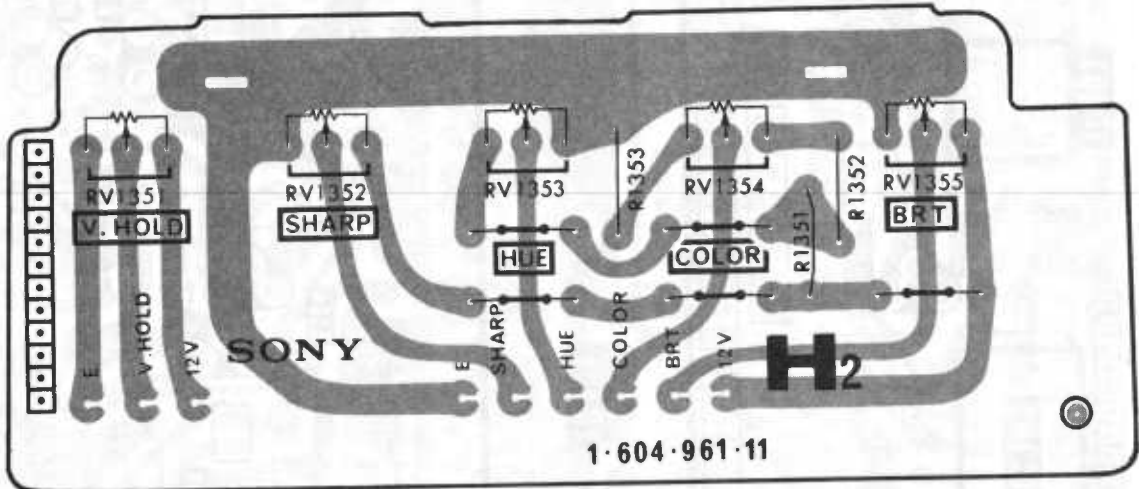 RV135
RV1352
RV1353
R1353
RV1354
R1352
RV1355
V. HOLD
SHARP
HUE
COLOR
R1351
BRT
E
V.HOLD
12V
SONY
E
SHARP
HUE
COLOR
BRT
12V
H2
1-604-961-11